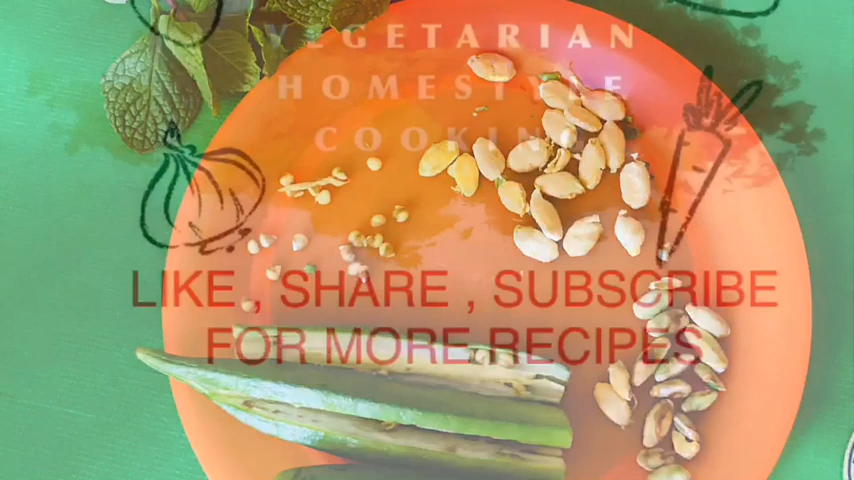 VEGETARIAN
HOMESTYLE
COOKING
LIKE , SHARE , SUBSCRIBE
FOR MORE RECIPES